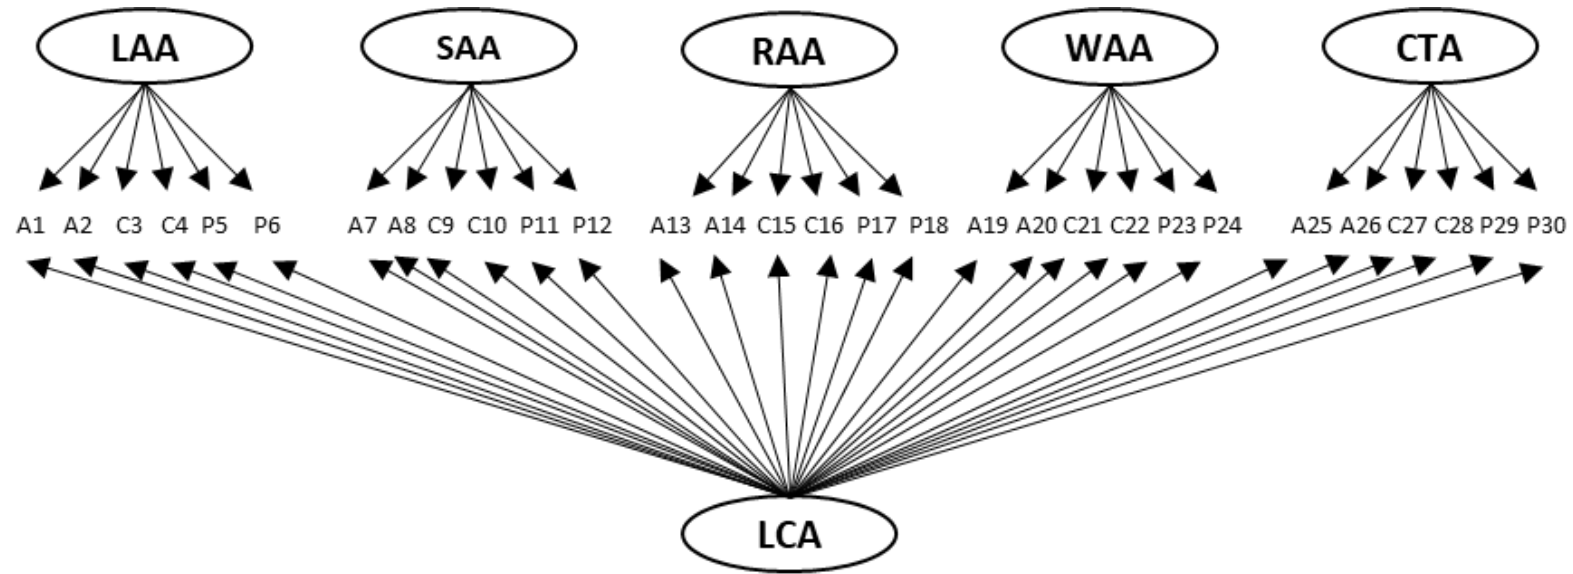 LAA SAA RAA WAA CTA
A1 A2 C3 C4 P5 P6 A7 A8 C9 C10 P11 P12 A13 A14 C15 C16 P17 P18 A19 A20 C21 C22 P23 P24 A25 A26 C27 C28 P29 P30
LCA